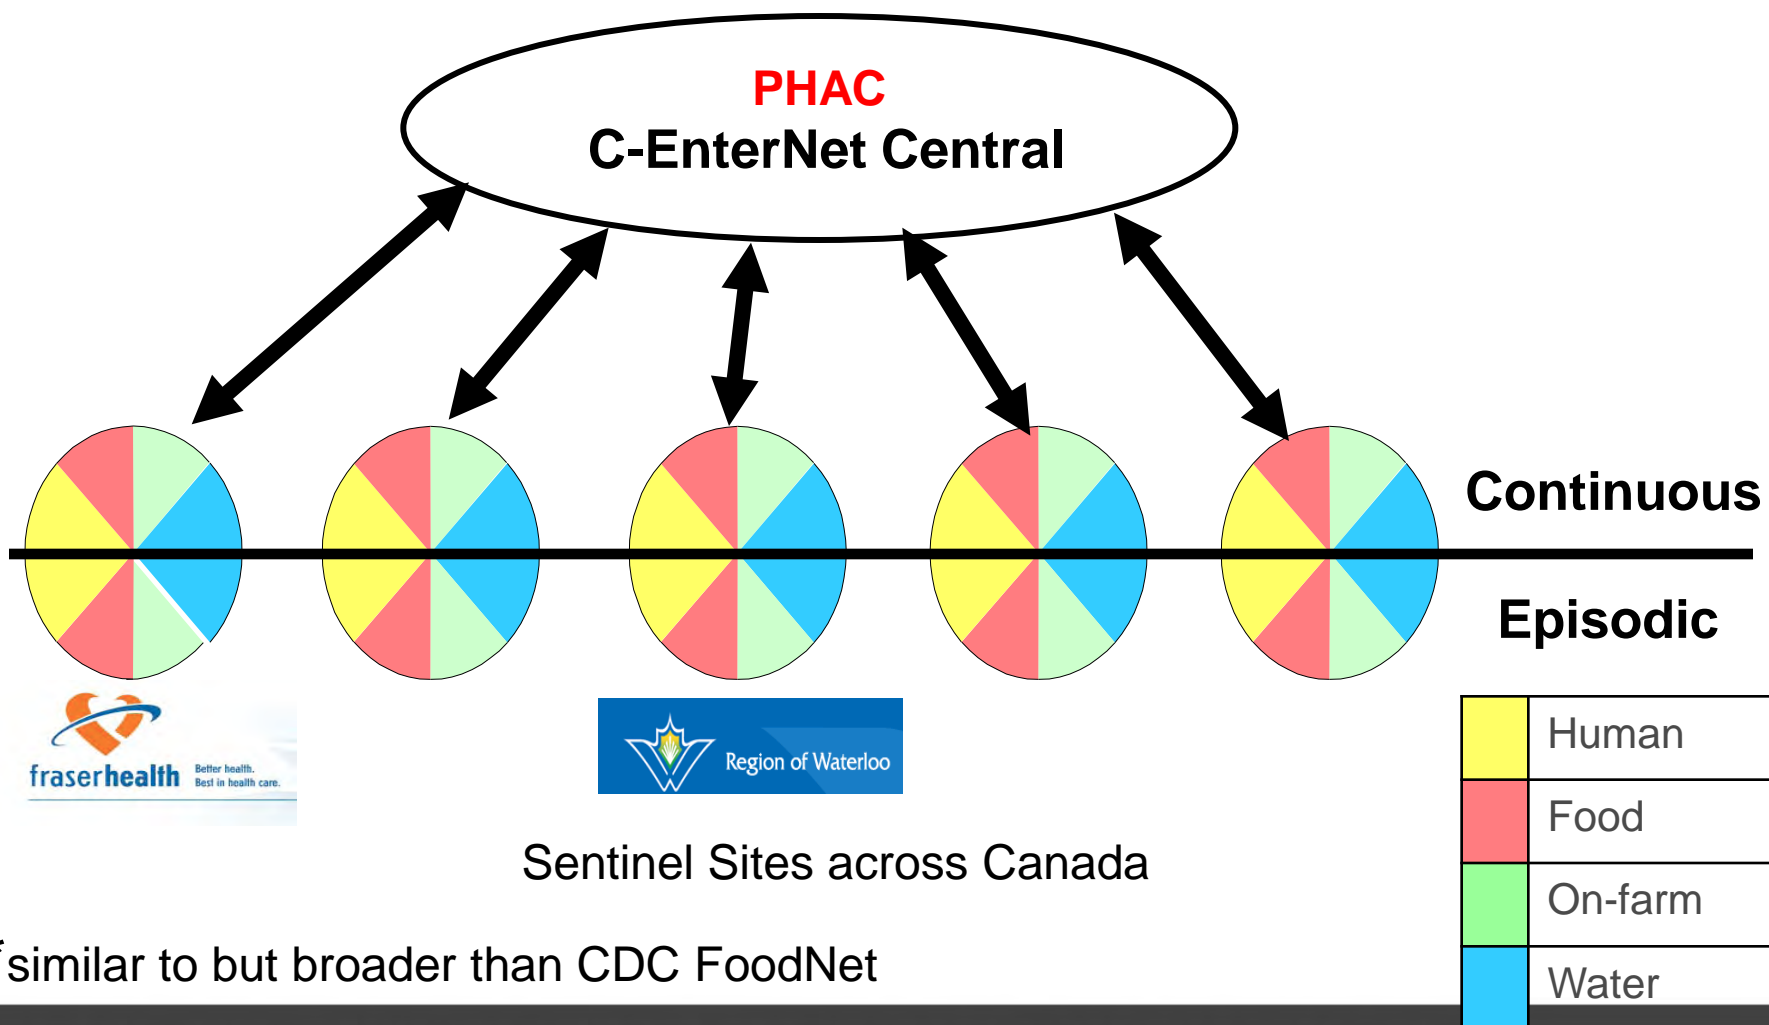 PHAC
C-EnterNet Central
Continuous
Episodic
fraserhealth
Better health.
Best in health care.
Region of Waterloo
Human
Food
On-farm
Water
Sentinel Sites across Canada
*similar to but broader than CDC FoodNet